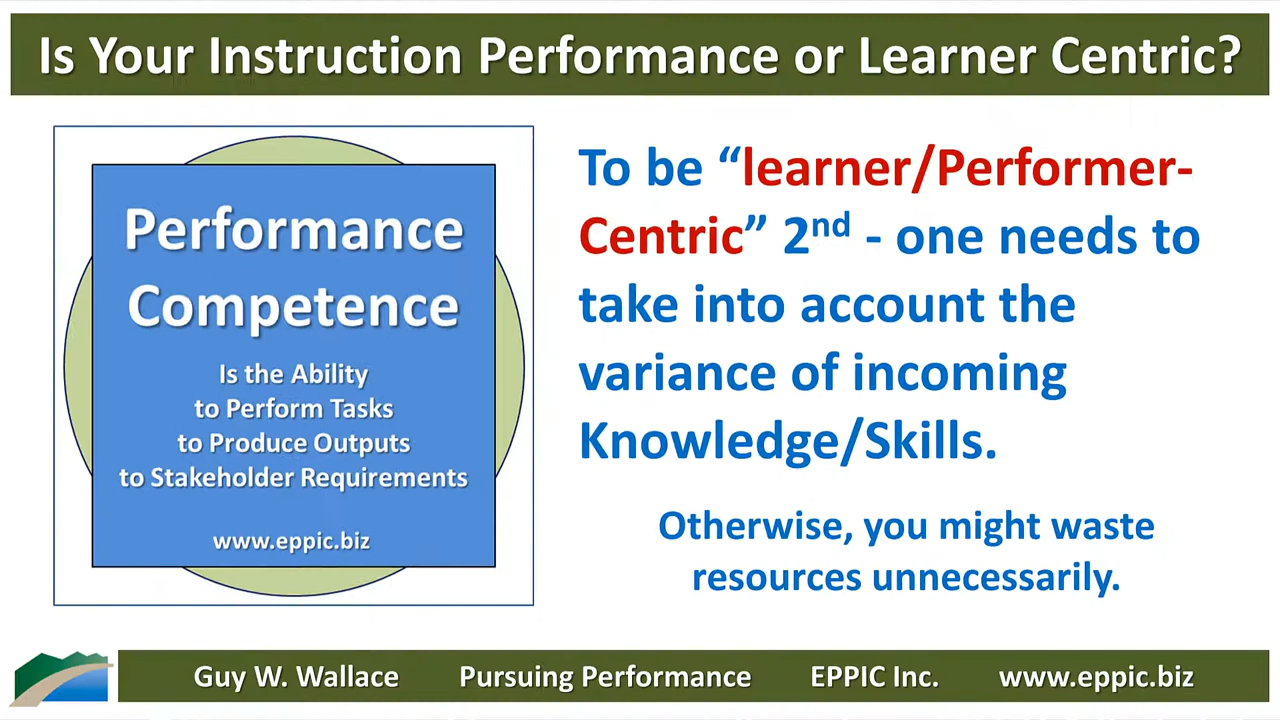 Is Your Instruction Performance or Learner Centric?
Performance
Competence
Is the Ability
to Perform Tasks
to Produce Outputs
to Stakeholder Requirements
www.eppic.biz
To be “learner/Performer-
Centric” 2nd - one needs to
take into account the
variance of incoming
Knowledge/Skills.
Otherwise, you might waste
resources unnecessarily.
Guy W. Wallace Pursuing Performance EPPIC Inc. www.eppic.biz